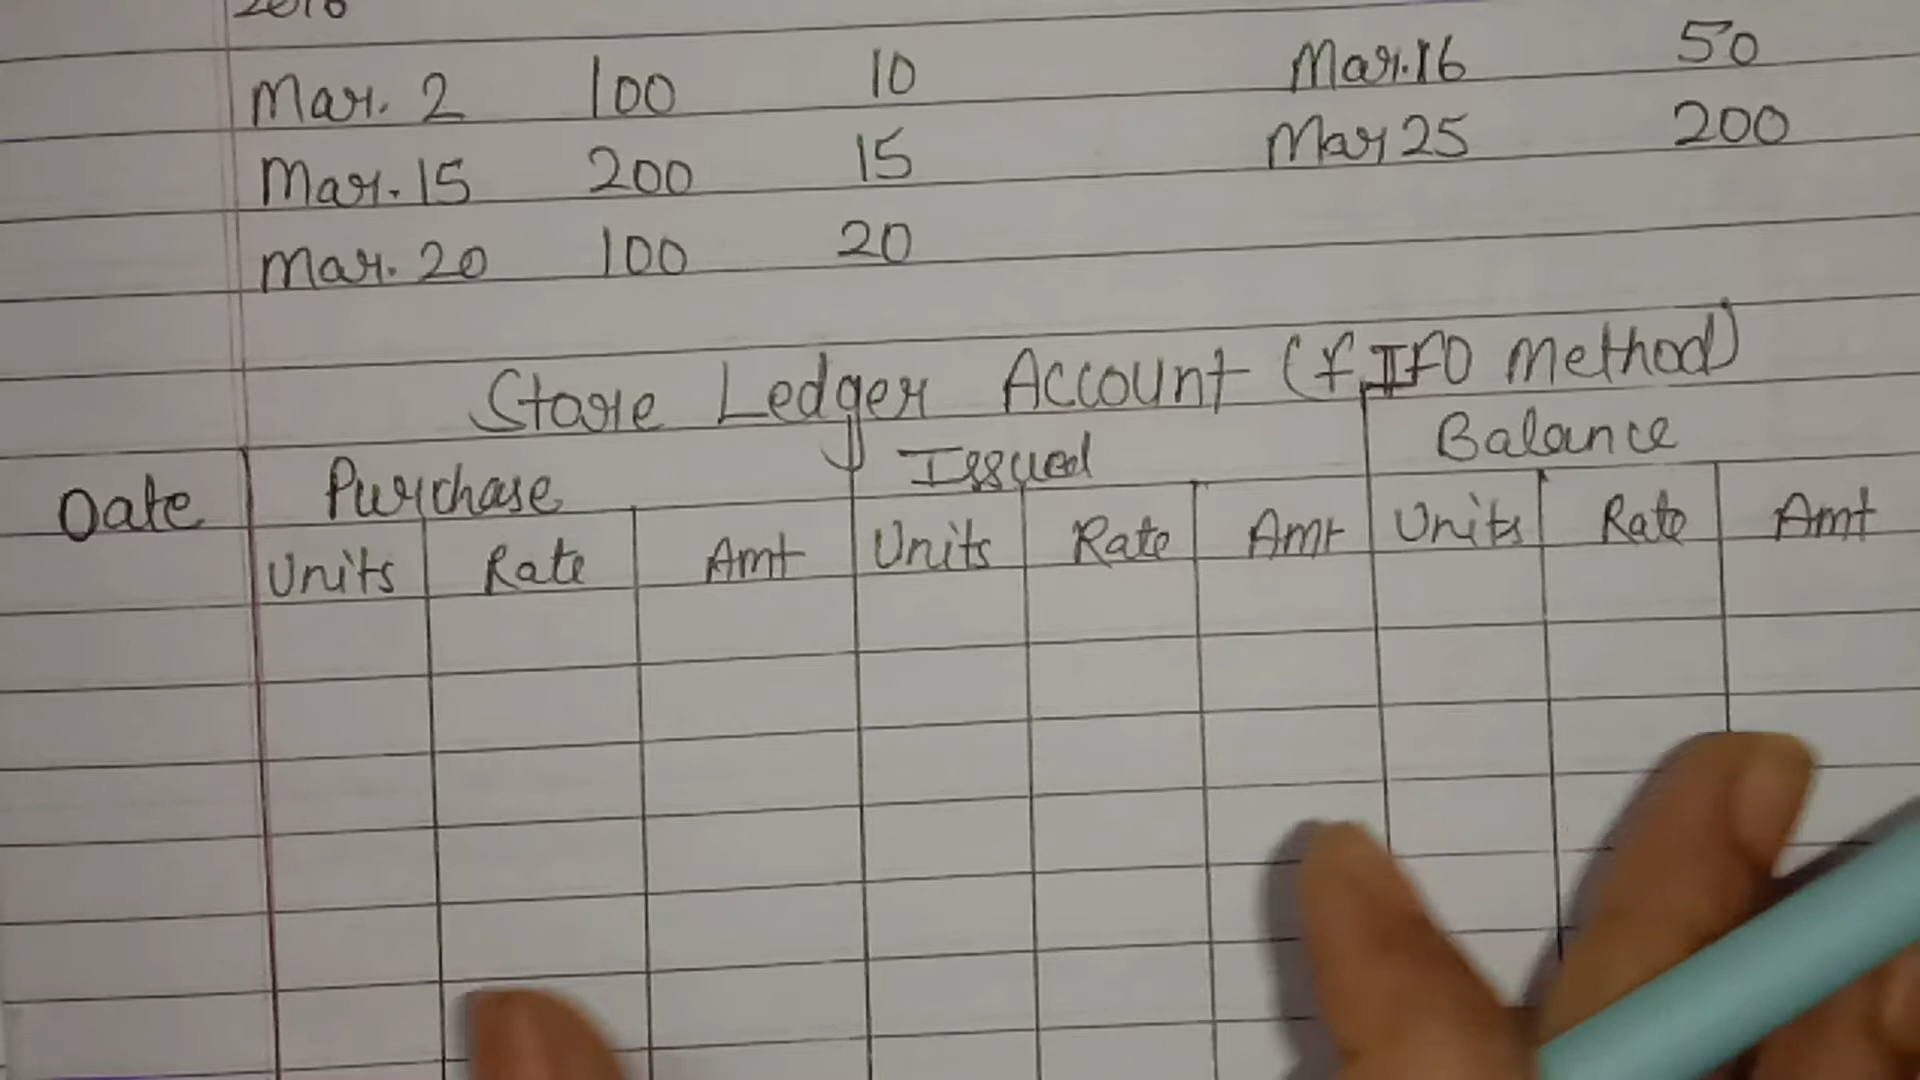 2016
Mar. 2 100 10 Mar.16 50
Mar. 15 200 15 Mar 25 200
Mar. 20 100 20
Store Ledger Account (FIFO Method)
Date Purchase Issued Balance
Units Rate Amt Units Rate Amt Units Rate Amt